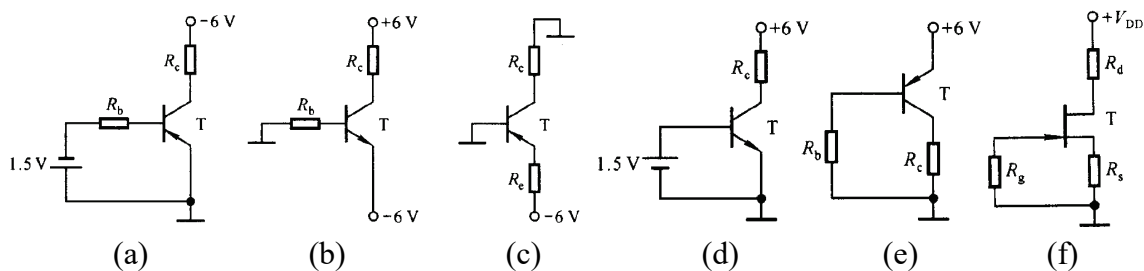 −6 V
R_c
R_b
T
1.5 V
(a)
+6 V
R_c
R_b
T
−6 V
(b)
R_c
T
R_e
−6 V
(c)
+6 V
R_c
T
1.5 V
(d)
+6 V
T
R_b
R_c
(e)
+V_DD
R_d
T
R_g
R_s
(f)